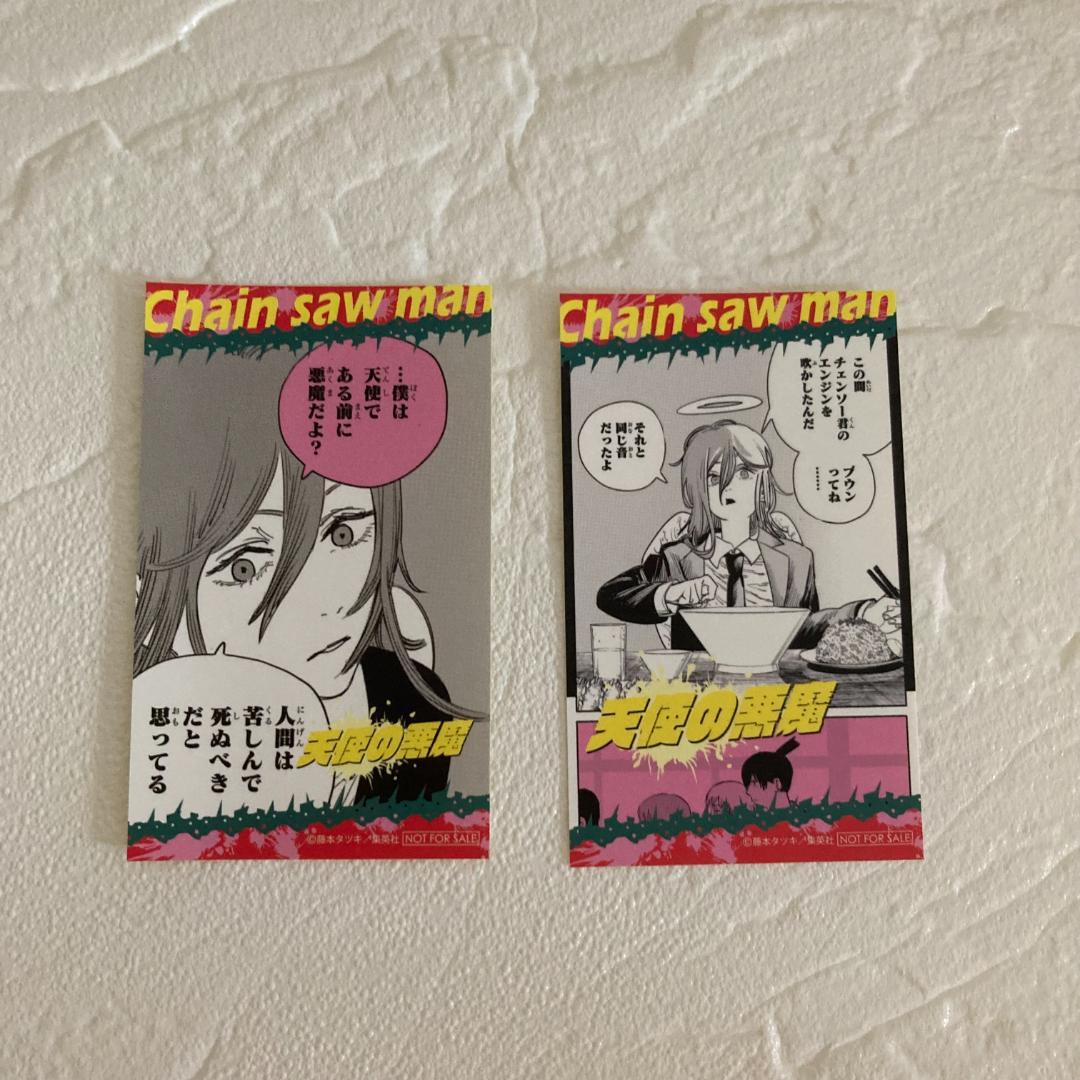 Chain saw man
…僕は
天使で
ある前に
悪魔だよ?
人間は
苦しんで
死ぬべき
だと
思ってる
天使の悪魔
©藤本タツキ/集英社 NOT FOR SALE
Chain saw man
この間
チェンソー君の
エンジンを
吹かしたんだ
ブウン
ってね
……
それと
同じ音
だったよ
天使の悪魔
©藤本タツキ/集英社 NOT FOR SALE